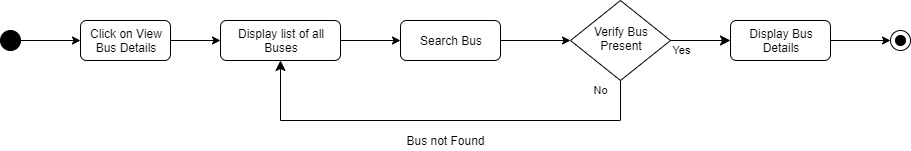 Click on View
Bus Details
Display list of all
Buses
Search Bus
Verify Bus
Present
Yes
Display Bus
Details
No
Bus not Found